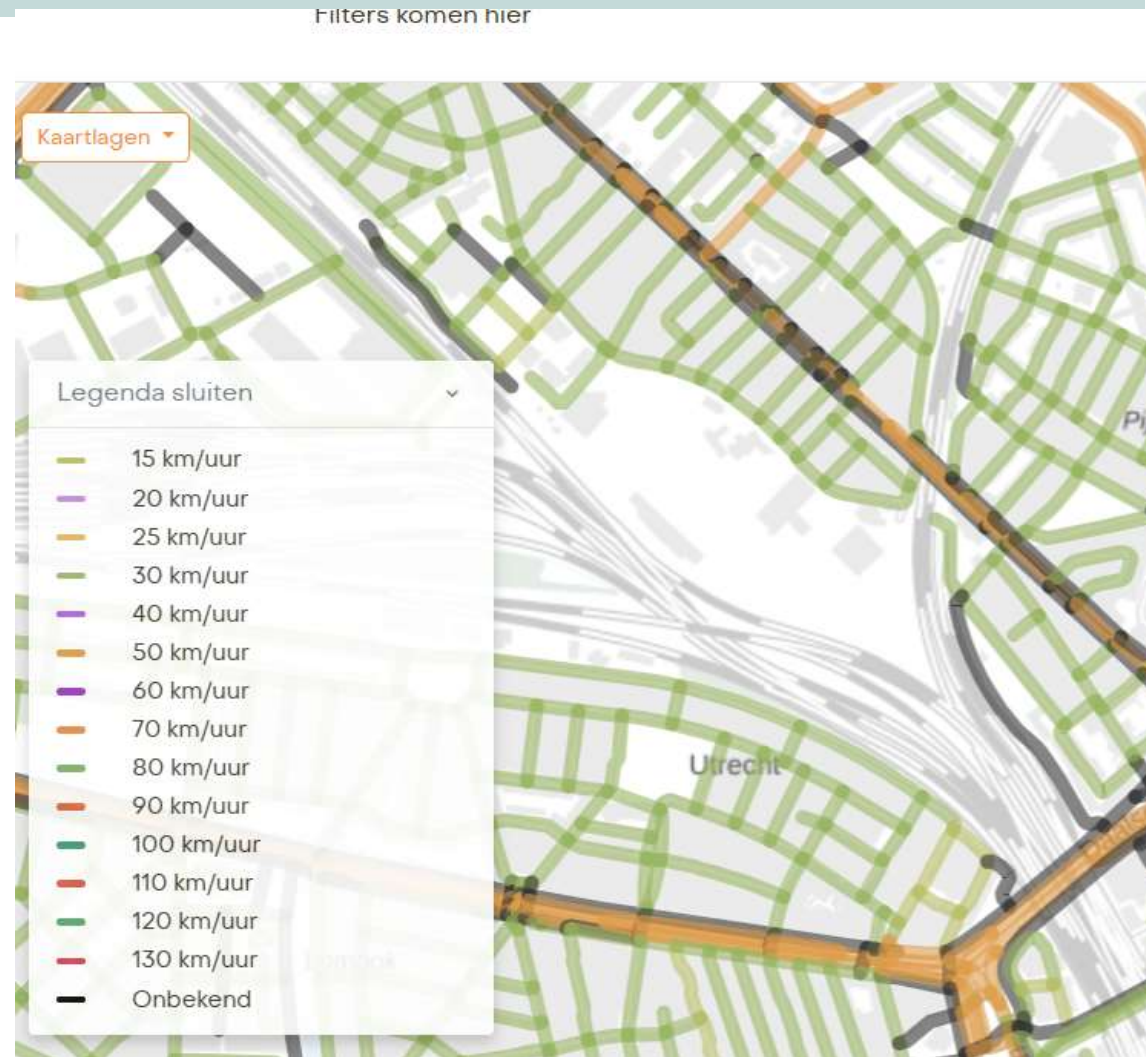 Filters komen hier
Kaartlagen
Legenda sluiten
15 km/uur
20 km/uur
25 km/uur
30 km/uur
40 km/uur
50 km/uur
60 km/uur
70 km/uur
80 km/uur
90 km/uur
100 km/uur
110 km/uur
120 km/uur
130 km/uur
Onbekend
Utrecht